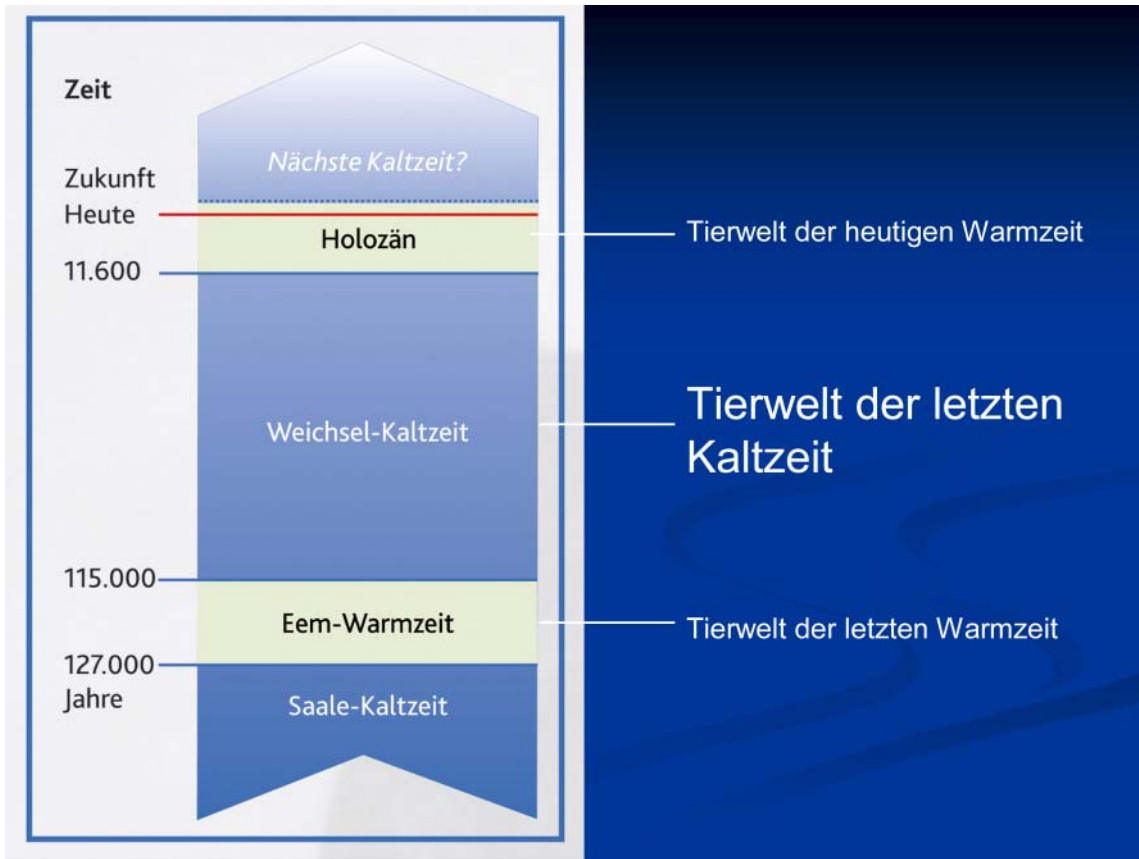 Zeit
Nächste Kaltzeit?
Zukunft
Heute
Holozän
Tierwelt der heutigen Warmzeit
11.600
Weichsel-Kaltzeit
Tierwelt der letzten
Kaltzeit
115.000
Eem-Warmzeit
Tierwelt der letzten Warmzeit
127.000
Jahre
Saale-Kaltzeit